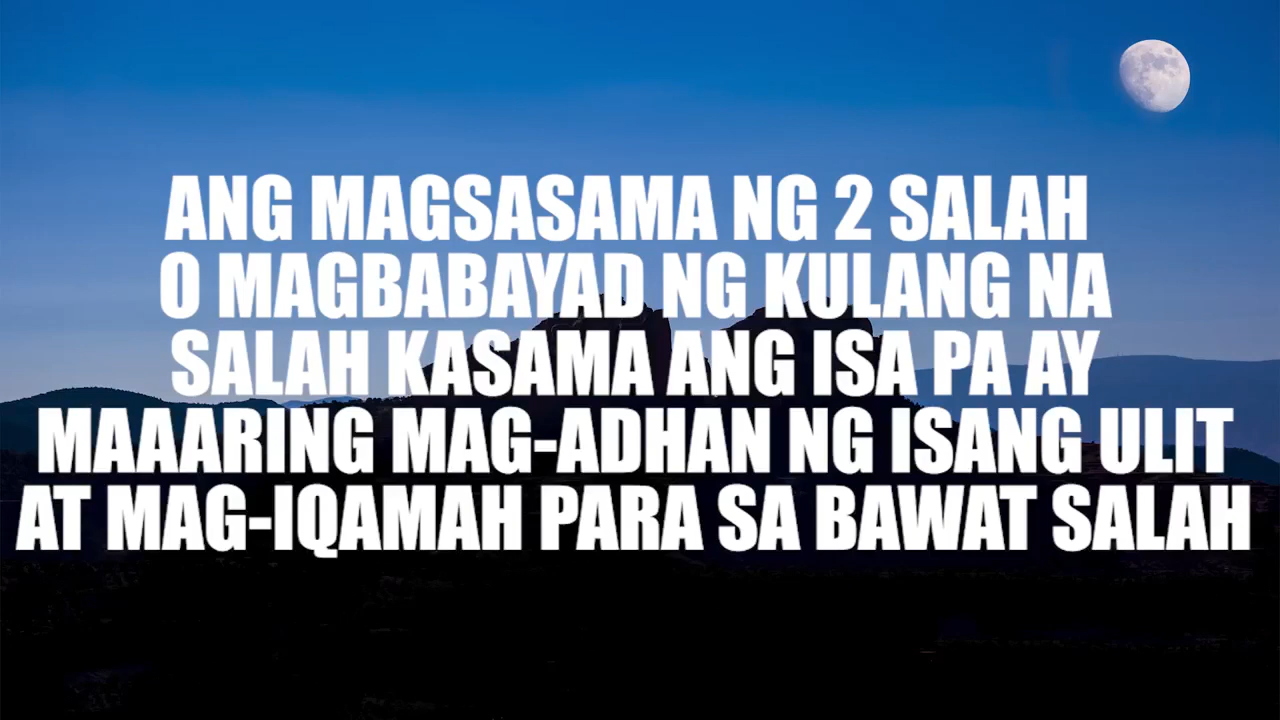 ANG MAGSASAMA NG 2 SALAH
O MAGBABAYAD NG KULANG NA
SALAH KASAMA ANG ISA PA AY
MAAARING MAG-ADHAN NG ISANG ULIT
AT MAG-IQAMAH PARA SA BAWAT SALAH